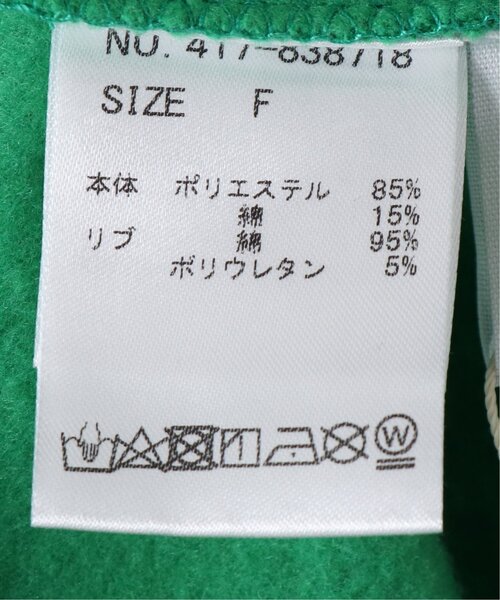 NO. 417-838718
SIZE F
本体 ポリエステル 85%
綿 15%
リブ 綿 95%
ポリウレタン 5%
W